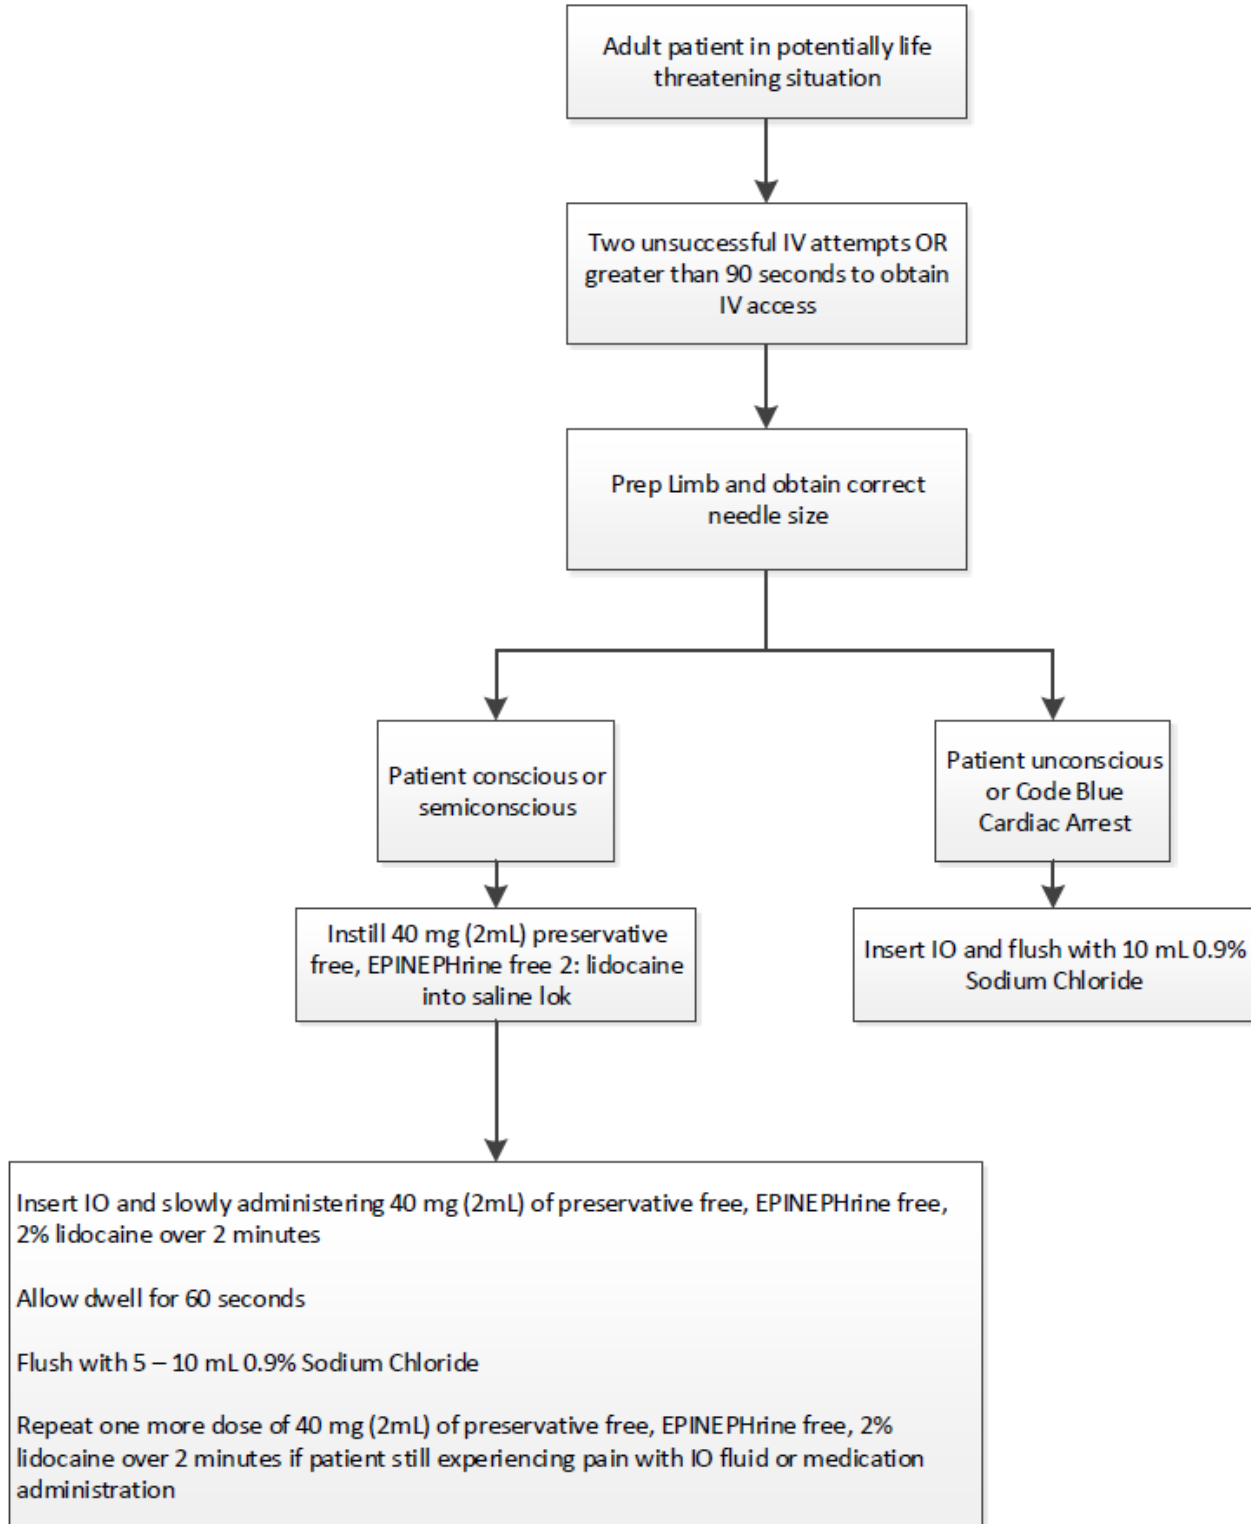 Adult patient in potentially life
threatening situation
Two unsuccessful IV attempts OR
greater than 90 seconds to obtain
IV access
Prep Limb and obtain correct
needle size
Patient conscious or
semiconscious
Patient unconscious
or Code Blue
Cardiac Arrest
Instill 40 mg (2mL) preservative
free, EPINEPHrine free 2: lidocaine
into saline lok
Insert IO and flush with 10 mL 0.9%
Sodium Chloride
Insert IO and slowly administering 40 mg (2mL) of preservative free, EPINEPHrine free,
2% lidocaine over 2 minutes
Allow dwell for 60 seconds
Flush with 5 – 10 mL 0.9% Sodium Chloride
Repeat one more dose of 40 mg (2mL) of preservative free, EPINEPHrine free, 2%
lidocaine over 2 minutes if patient still experiencing pain with IO fluid or medication
administration